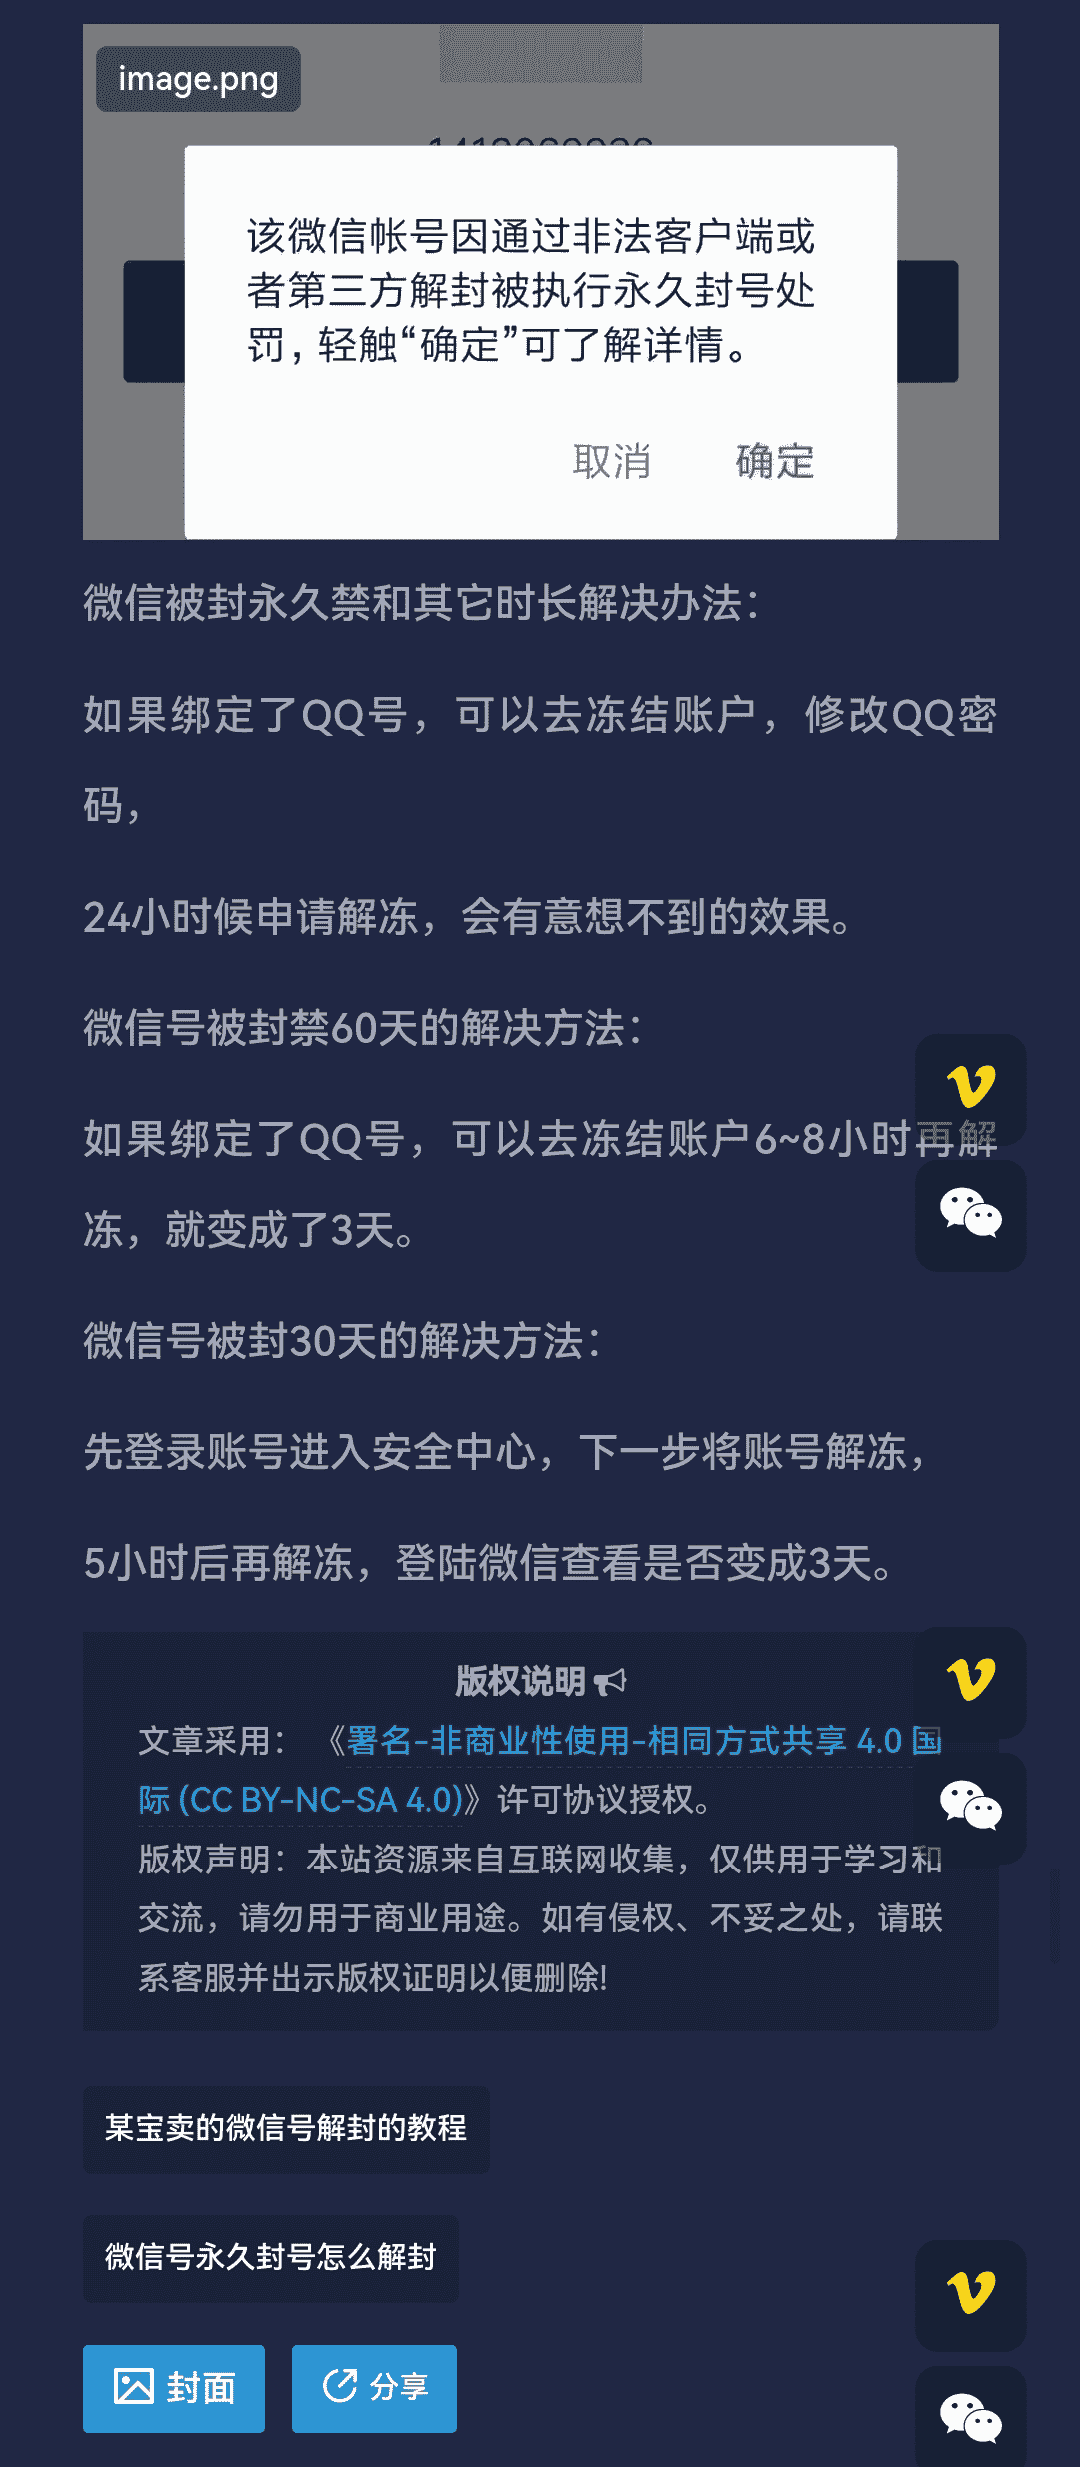 image.png
该微信帐号因通过非法客户端或
者第三方解封被执行永久封号处
罚，轻触“确定”可了解详情。
取消 确定
微信被封永久禁和其它时长解决办法：
如果绑定了QQ号，可以去冻结账户，修改QQ密
码，
24小时候申请解冻，会有意想不到的效果。
微信号被封禁60天的解决方法：
如果绑定了QQ号，可以去冻结账户6~8小时再解
冻，就变成了3天。
微信号被封30天的解决方法：
先登录账号进入安全中心，下一步将账号解冻，
5小时后再解冻，登陆微信查看是否变成3天。
版权说明
文章采用： 《署名-非商业性使用-相同方式共享 4.0 国
际 (CC BY-NC-SA 4.0)》许可协议授权。
版权声明：本站资源来自互联网收集，仅供用于学习和
交流，请勿用于商业用途。如有侵权、不妥之处，请联
系客服并出示版权证明以便删除!
某宝卖的微信号解封的教程
微信号永久封号怎么解封
封面 分享